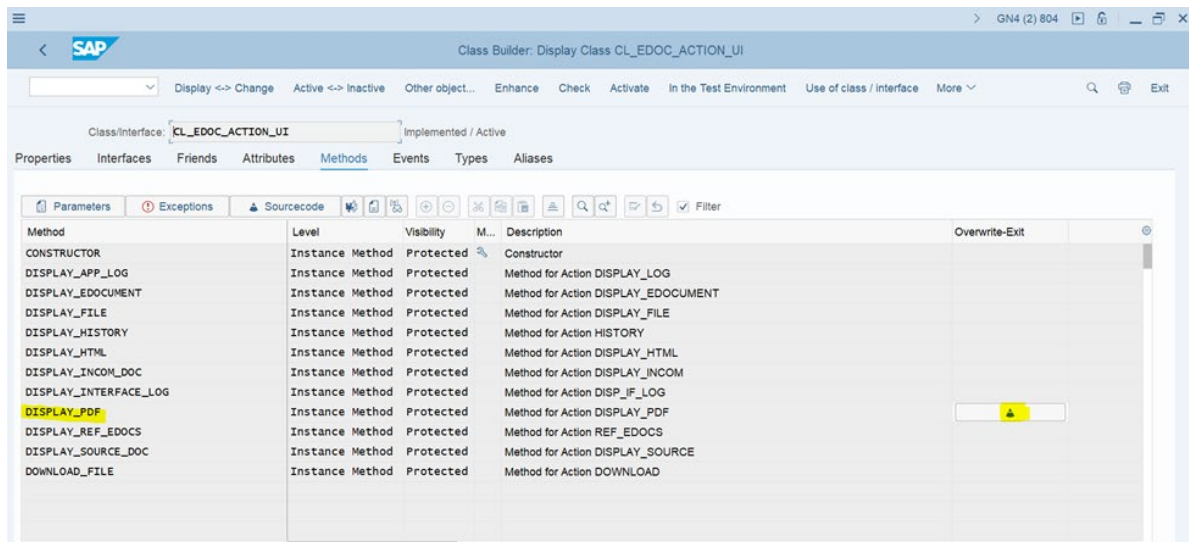 GN4 (2) 804
SAP
Class Builder: Display Class CL_EDOC_ACTION_UI
Display <-> Change Active <-> Inactive Other object... Enhance Check Activate In the Test Environment Use of class / interface More Exit
Class/Interface: CL_EDOC_ACTION_UI Implemented / Active
Properties Interfaces Friends Attributes Methods Events Types Aliases
Parameters Exceptions Sourcecode Filter
Method Level Visibility M... Description Overwrite-Exit
CONSTRUCTOR Instance Method Protected Constructor
DISPLAY_APP_LOG Instance Method Protected Method for Action DISPLAY_LOG
DISPLAY_EDOCUMENT Instance Method Protected Method for Action DISPLAY_EDOCUMENT
DISPLAY_FILE Instance Method Protected Method for Action DISPLAY_FILE
DISPLAY_HISTORY Instance Method Protected Method for Action HISTORY
DISPLAY_HTML Instance Method Protected Method for Action DISPLAY_HTML
DISPLAY_INCOM_DOC Instance Method Protected Method for Action DISPLAY_INCOM
DISPLAY_INTERFACE_LOG Instance Method Protected Method for Action DISP_IF_LOG
DISPLAY_PDF Instance Method Protected Method for Action DISPLAY_PDF
DISPLAY_REF_EDOCS Instance Method Protected Method for Action REF_EDOCS
DISPLAY_SOURCE_DOC Instance Method Protected Method for Action DISPLAY_SOURCE
DOWNLOAD_FILE Instance Method Protected Method for Action DOWNLOAD